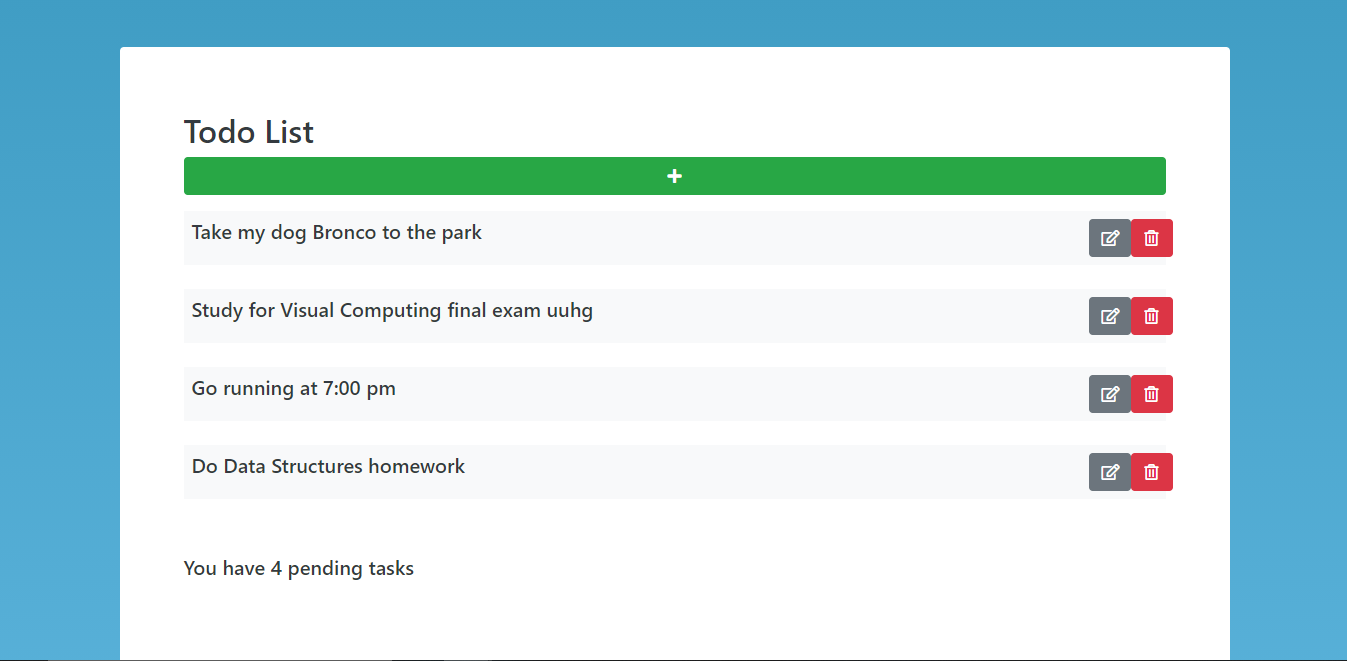 Todo List
Take my dog Bronco to the park
Study for Visual Computing final exam uuhg
Go running at 7:00 pm
Do Data Structures homework
You have 4 pending tasks